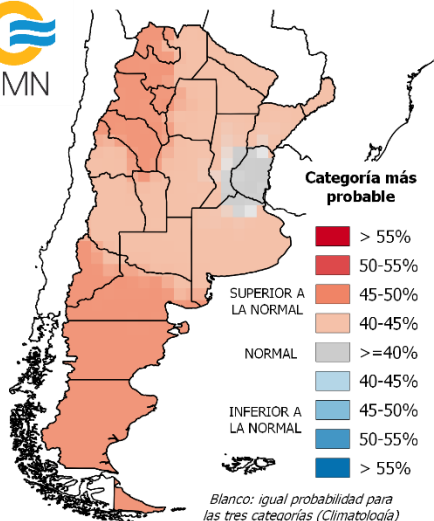 MN
Categoría más
probable
> 55%
50-55%
SUPERIOR A
LA NORMAL
45-50%
40-45%
NORMAL
>=40%
40-45%
INFERIOR A
LA NORMAL
45-50%
50-55%
> 55%
Blanco: igual probabilidad para
las tres categorías (Climatología)